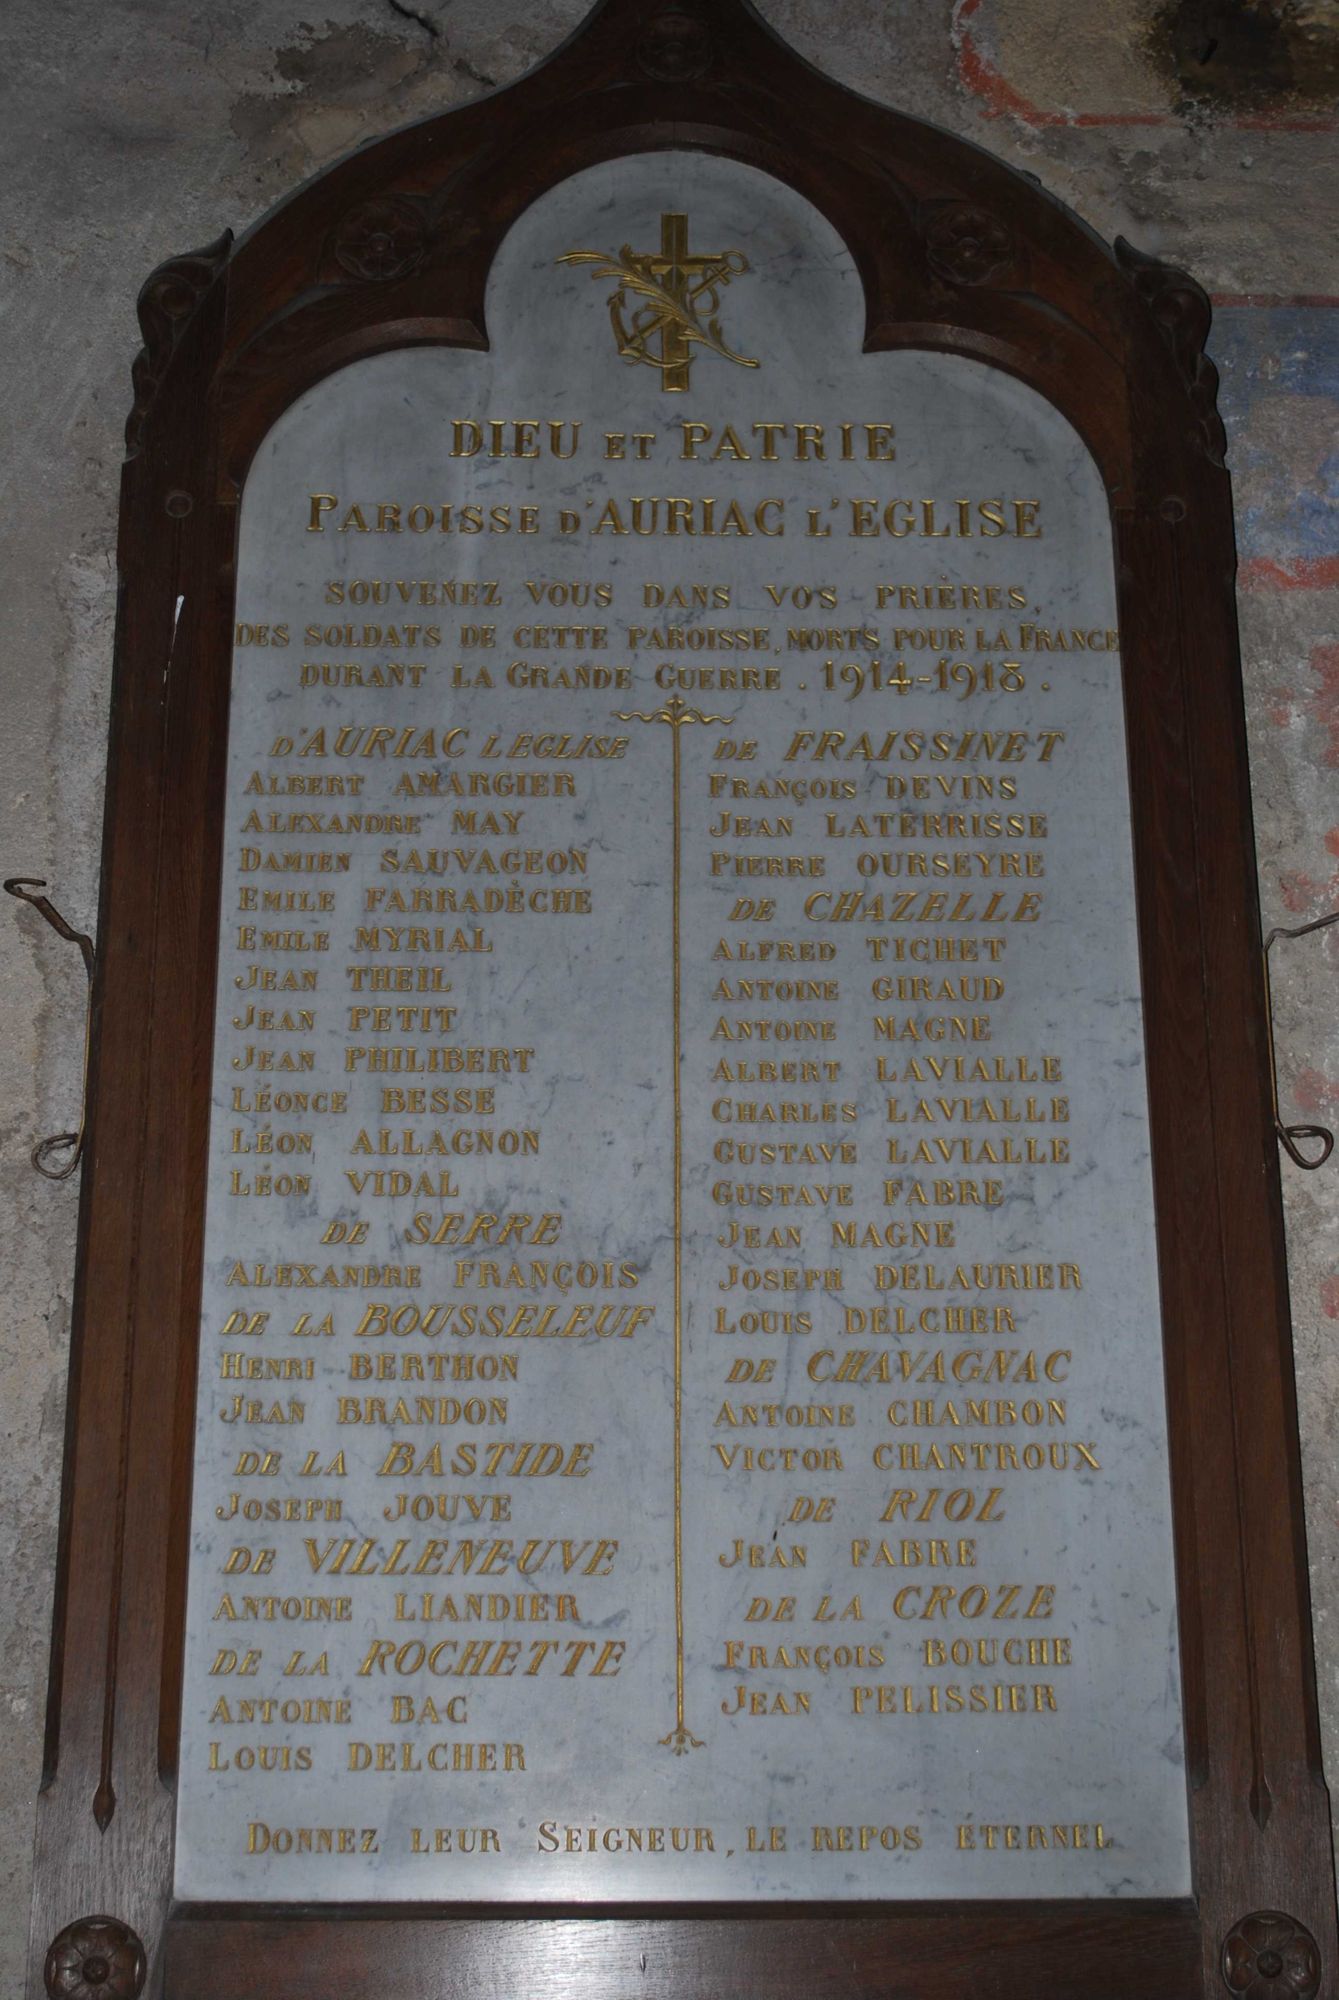 DIEU ET PATRIE
PAROISSE D'AURIAC L'EGLISE
SOUVENEZ VOUS DANS VOS PRIÈRES,
DES SOLDATS DE CETTE PAROISSE, MORTS POUR LA FRANCE
DURANT LA GRANDE GUERRE. 1914-1918.
D'AURIAC L'EGLISE
ALBERT AMARGIER
ALEXANDRE MAY
DAMIEN SAUVAGEON
EMILE FARRADÈCHE
EMILE MYRIAL
JEAN THEIL
JEAN PETIT
JEAN PHILIBERT
LÉONCE BESSE
LÉON ALLAGNON
LÉON VIDAL
DE SERRE
ALEXANDRE FRANÇOIS
DE LA BOUSSELEUF
HENRI BERTHON
JEAN BRANDON
DE LA BASTIDE
JOSEPH JOUVE
DE VILLENEUVE
ANTOINE LIANDIER
DE LA ROCHETTE
ANTOINE BAC
LOUIS DELCHER
DE FRAISSINET
FRANÇOIS DEVINS
JEAN LATERRISSE
PIERRE OURSEYRE
DE CHAZELLE
ALFRED TICHET
ANTOINE GIRAUD
ANTOINE MAGNE
ALBERT LAVIALLE
CHARLES LAVIALLE
GUSTAVE LAVIALLE
GUSTAVE FABRE
JEAN MAGNE
JOSEPH DELAURIER
LOUIS DELCHER
DE CHAVAGNAC
ANTOINE CHAMBON
VICTOR CHANTROUX
DE RIOL
JEAN FABRE
DE LA CROZE
FRANÇOIS BOUCHE
JEAN PELISSIER
DONNEZ LEUR SEIGNEUR, LE REPOS ÉTERNEL